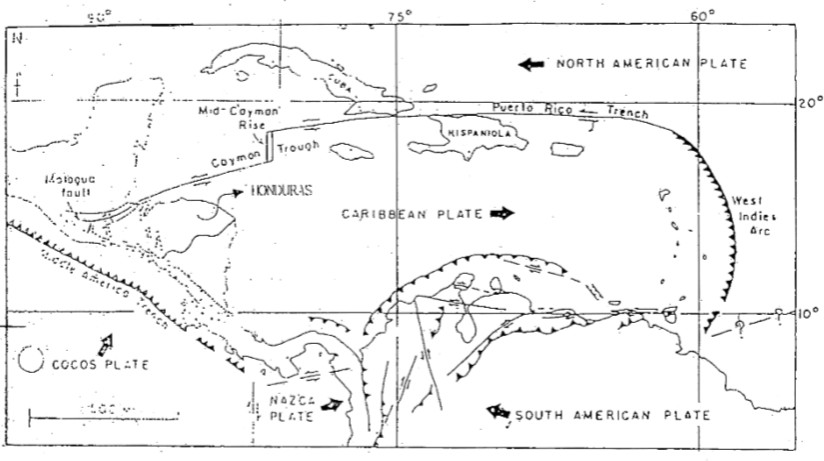 90°
75°
60°
N
NORTH AMERICAN PLATE
CUBA
20°
Mid-Cayman
Rise
Puerto Rico Trench
HISPANIOLA
Cayman Trough
fault
HONDURAS
CARIBBEAN PLATE
West
Indies
Arc
Middle America Trench
10°
? ?
COCOS PLATE
NAZCA
PLATE
SOUTH AMERICAN PLATE